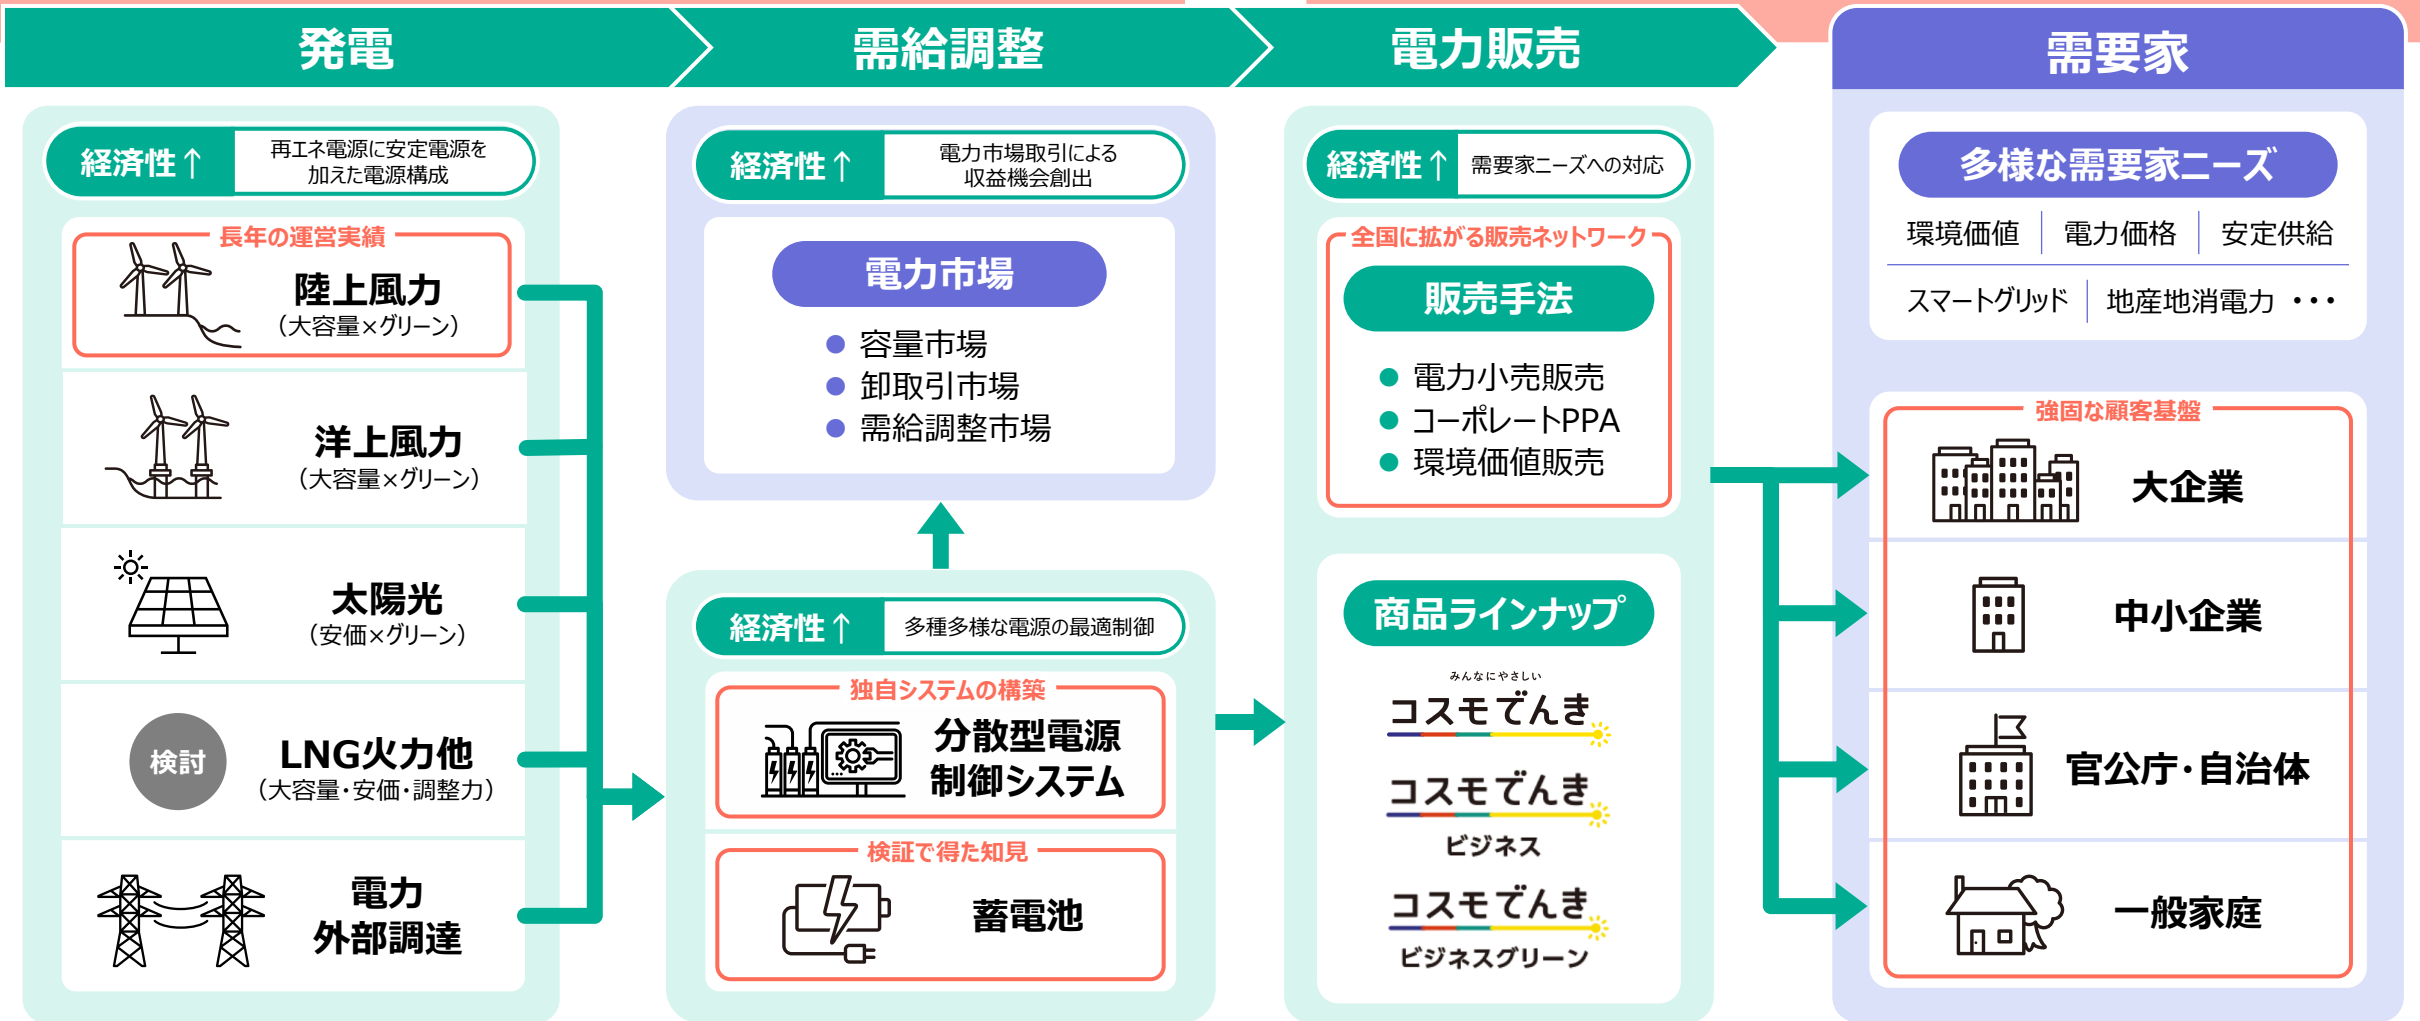 発電
需給調整
電力販売
需要家
経済性↑
再エネ電源に安定電源を
加えた電源構成
長年の運営実績
陸上風力
（大容量×グリーン）
洋上風力
（大容量×グリーン）
太陽光
（安価×グリーン）
検討
LNG火力他
（大容量・安価・調整力）
電力
外部調達
経済性↑
電力市場取引による
収益機会創出
電力市場
● 容量市場
● 卸取引市場
● 需給調整市場
経済性↑
多種多様な電源の最適制御
独自システムの構築
分散型電源
制御システム
検証で得た知見
蓄電池
経済性↑
需要家ニーズへの対応
全国に拡がる販売ネットワーク
販売手法
● 電力小売販売
● コーポレートPPA
● 環境価値販売
商品ラインナップ
みんなにやさしい
コスモでんき
コスモでんき
ビジネス
コスモでんき
ビジネスグリーン
多様な需要家ニーズ
環境価値 電力価格 安定供給
スマートグリッド 地産地消電力 ・・・
強固な顧客基盤
大企業
中小企業
官公庁・自治体
一般家庭